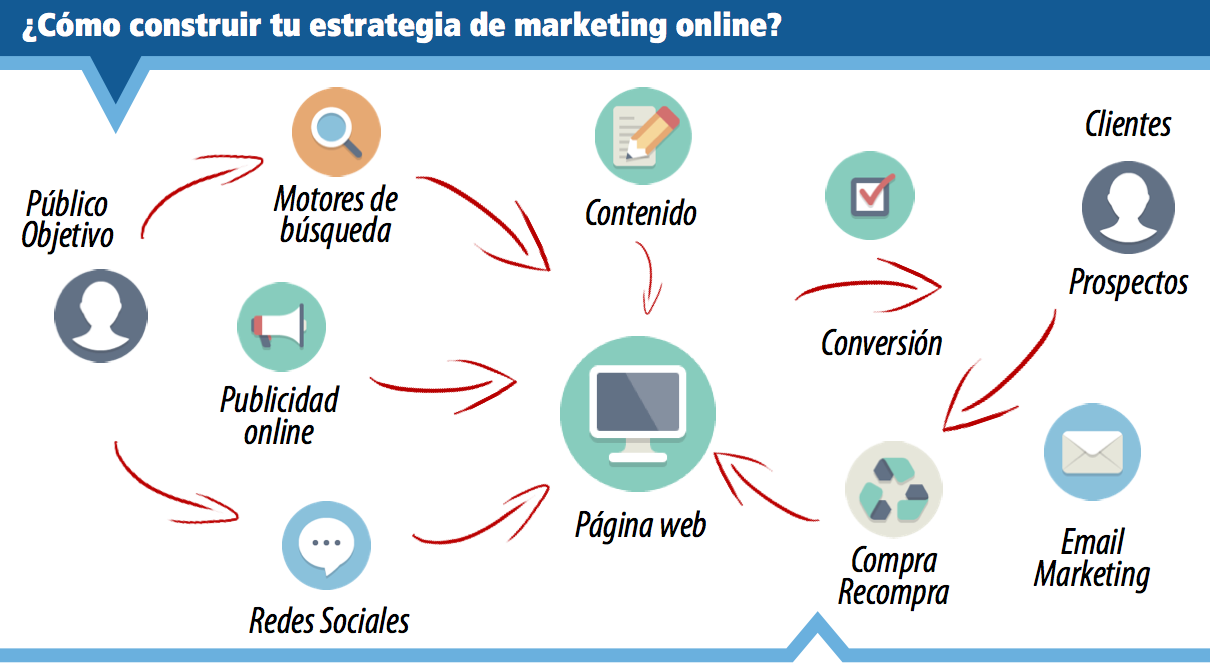 ¿Cómo construir tu estrategia de marketing online?
Público
Objetivo
Motores de
búsqueda
Publicidad
online
Redes Sociales
Contenido
Página web
Conversión
Clientes
Prospectos
Compra
Recompra
Email
Marketing